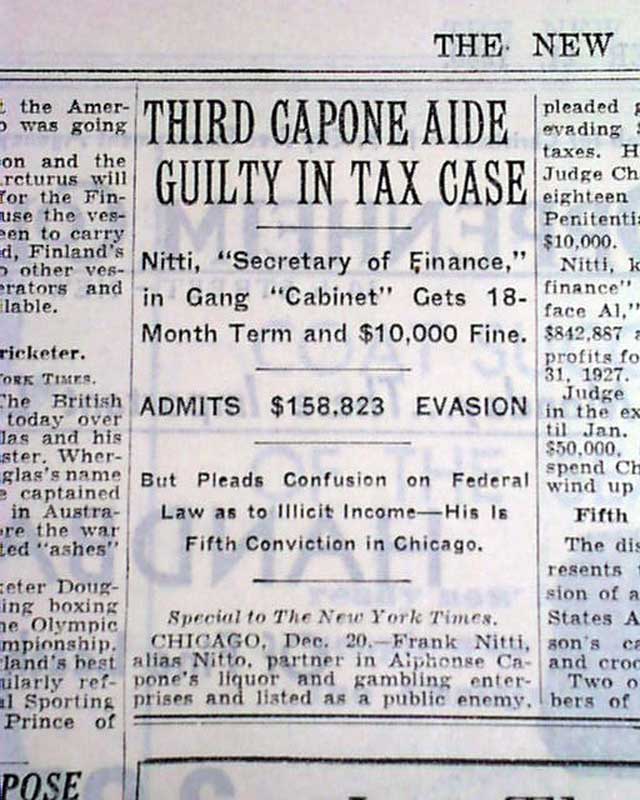 THE NEW
t the Amer-
o was going
on and the
rcturus will
for the Fin-
use the ves-
een to carry
d, Finland's
o other ves-
erators and
lable.
ricketer.
YORK TIMES.
The British
today over
las and his
ster. Wher-
glas's name
e captained
in Austra-
re the war
ted "ashes"
keter Doug-
ing boxing
he Olympic
mpionship.
land's best
ularly ref-
l Sporting
Prince of
POSE
THIRD CAPONE AIDE
GUILTY IN TAX CASE
Nitti, "Secretary of Finance,"
in Gang "Cabinet" Gets 18-
Month Term and $10,000 Fine.
ADMITS $158,823 EVASION
But Pleads Confusion on Federal
Law as to Illicit Income—His Is
Fifth Conviction in Chicago.
Special to The New York Times.
CHICAGO, Dec. 20.—Frank Nitti,
alias Nitto, partner in Alphonse Ca-
pone's liquor and gambling enter-
prises and listed as a public enemy,
pleaded g
evading
taxes. H
Judge Ch
eighteen
Penitentia
$10,000.
Nitti, k
finance"
face Al,"
$842,887 a
profits fo
31, 1927.
Judge
in the ex
til Jan.
$50,000,
spend Ch
wind up
Fifth
The dis
resents
sion of a
States A
son's ca
and croo
Two o
bers of